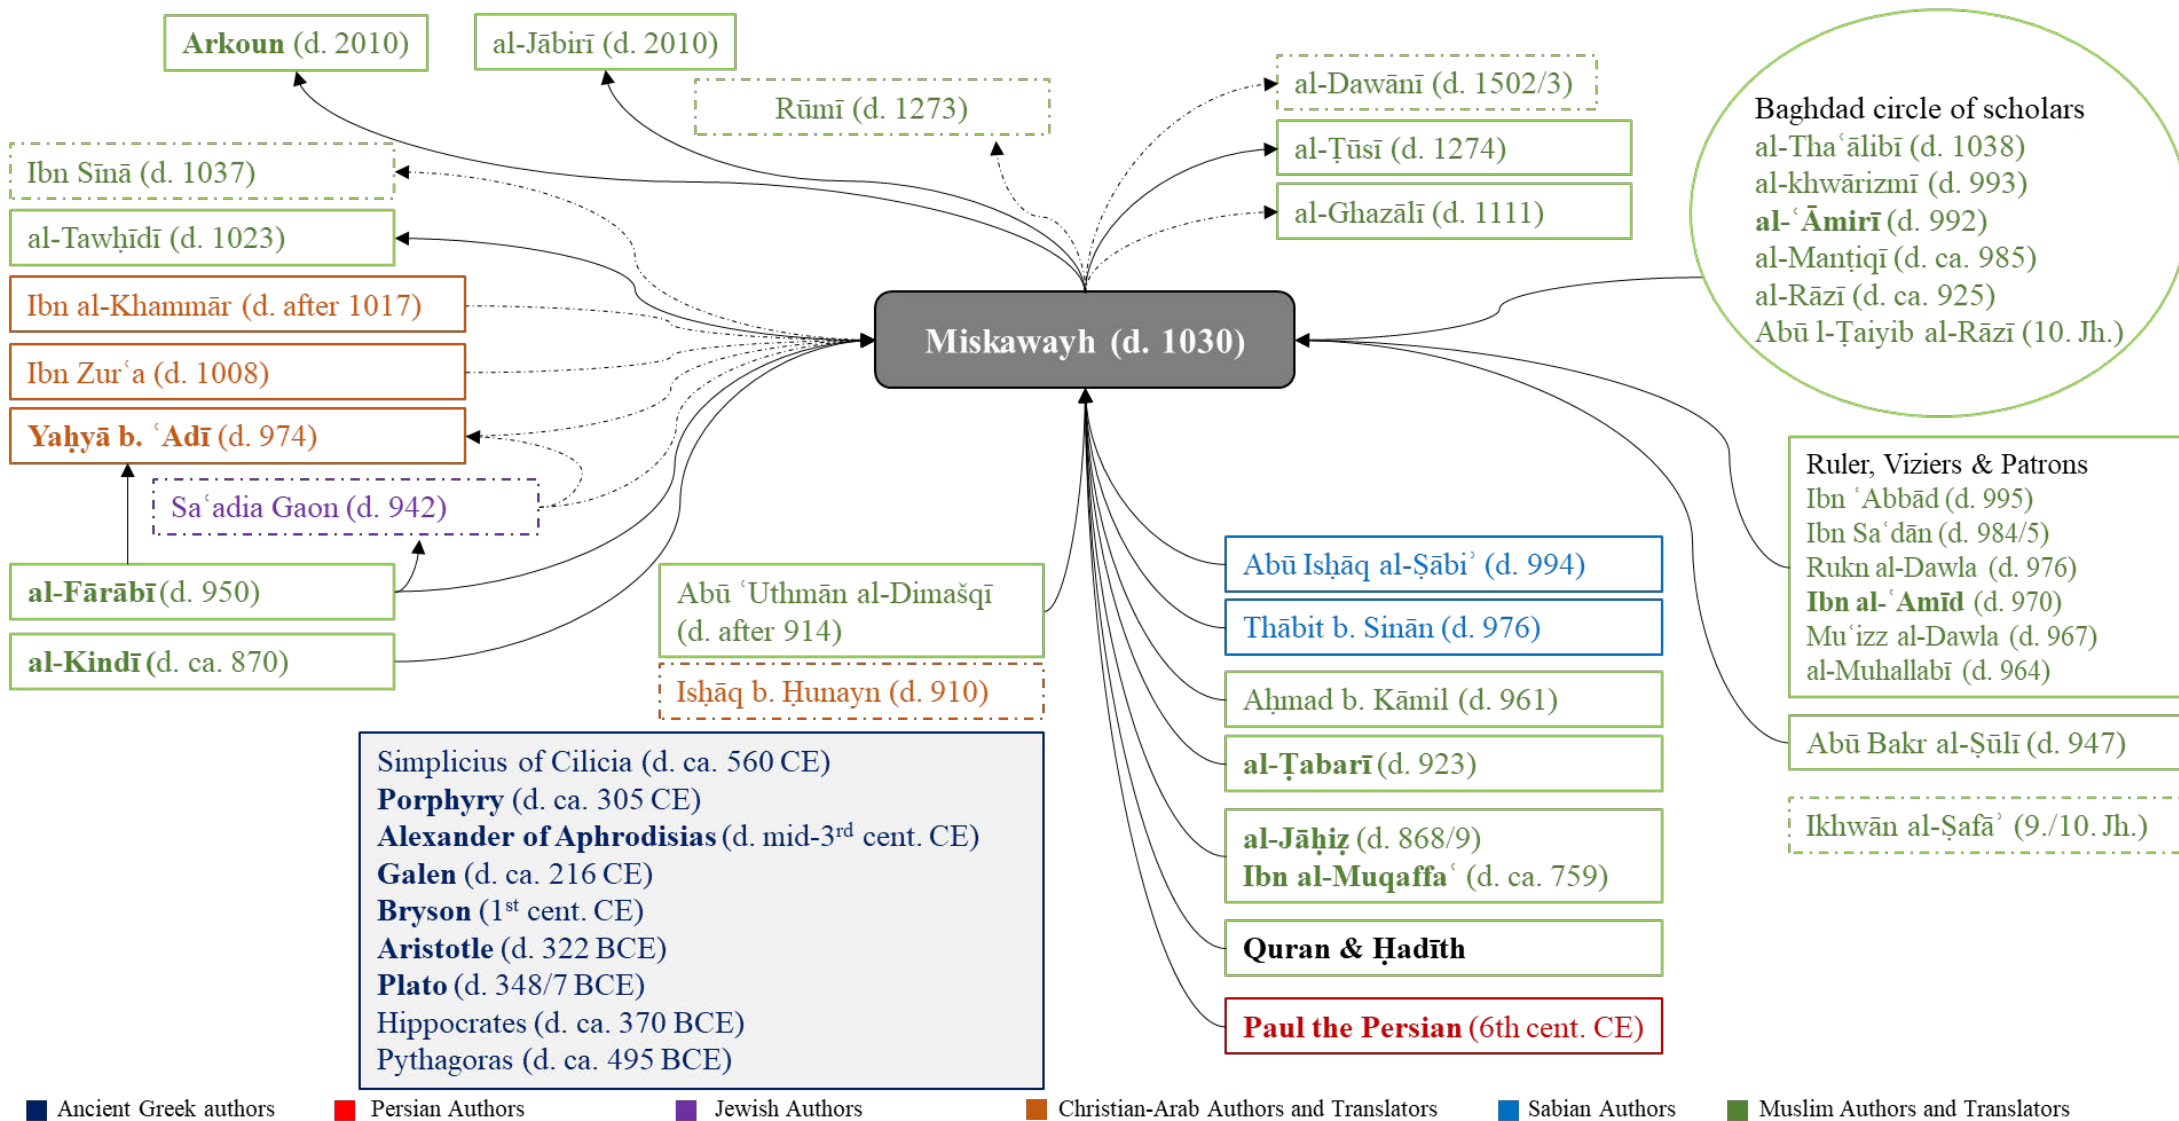 Arkoun (d. 2010)
al-Jābirī (d. 2010)
Rūmī (d. 1273)
al-Dawānī (d. 1502/3)
al-Ṭūsī (d. 1274)
al-Ghazālī (d. 1111)
Baghdad circle of scholars
al-Thaʿālibī (d. 1038)
al-khwārizmī (d. 993)
al-ʿĀmirī (d. 992)
al-Manṭiqī (d. ca. 985)
al-Rāzī (d. ca. 925)
Abū l-Ṭaiyib al-Rāzī (10. Jh.)
Ibn Sīnā (d. 1037)
al-Tawḥīdī (d. 1023)
Ibn al-Khammār (d. after 1017)
Ibn Zurʿa (d. 1008)
Yaḥyā b. ʿAdī (d. 974)
Saʿadia Gaon (d. 942)
al-Fārābī (d. 950)
al-Kindī (d. ca. 870)
Miskawayh (d. 1030)
Ruler, Viziers & Patrons
Ibn ʿAbbād (d. 995)
Ibn Saʿdān (d. 984/5)
Rukn al-Dawla (d. 976)
Ibn al-ʿAmīd (d. 970)
Muʿizz al-Dawla (d. 967)
al-Muhallabī (d. 964)
Abū Bakr al-Ṣūlī (d. 947)
Ikhwān al-Ṣafāʾ (9./10. Jh.)
Abū ʿUthmān al-Dimašqī
(d. after 914)
Isḥāq b. Ḥunayn (d. 910)
Abū Isḥāq al-Ṣābiʾ (d. 994)
Thābit b. Sinān (d. 976)
Aḥmad b. Kāmil (d. 961)
al-Ṭabarī (d. 923)
al-Jāḥiẓ (d. 868/9)
Ibn al-Muqaffaʿ (d. ca. 759)
Quran & Ḥadīth
Paul the Persian (6th cent. CE)
Simplicius of Cilicia (d. ca. 560 CE)
Porphyry (d. ca. 305 CE)
Alexander of Aphrodisias (d. mid-3rd cent. CE)
Galen (d. ca. 216 CE)
Bryson (1st cent. CE)
Aristotle (d. 322 BCE)
Plato (d. 348/7 BCE)
Hippocrates (d. ca. 370 BCE)
Pythagoras (d. ca. 495 BCE)
Ancient Greek authors
Persian Authors
Jewish Authors
Christian-Arab Authors and Translators
Sabian Authors
Muslim Authors and Translators